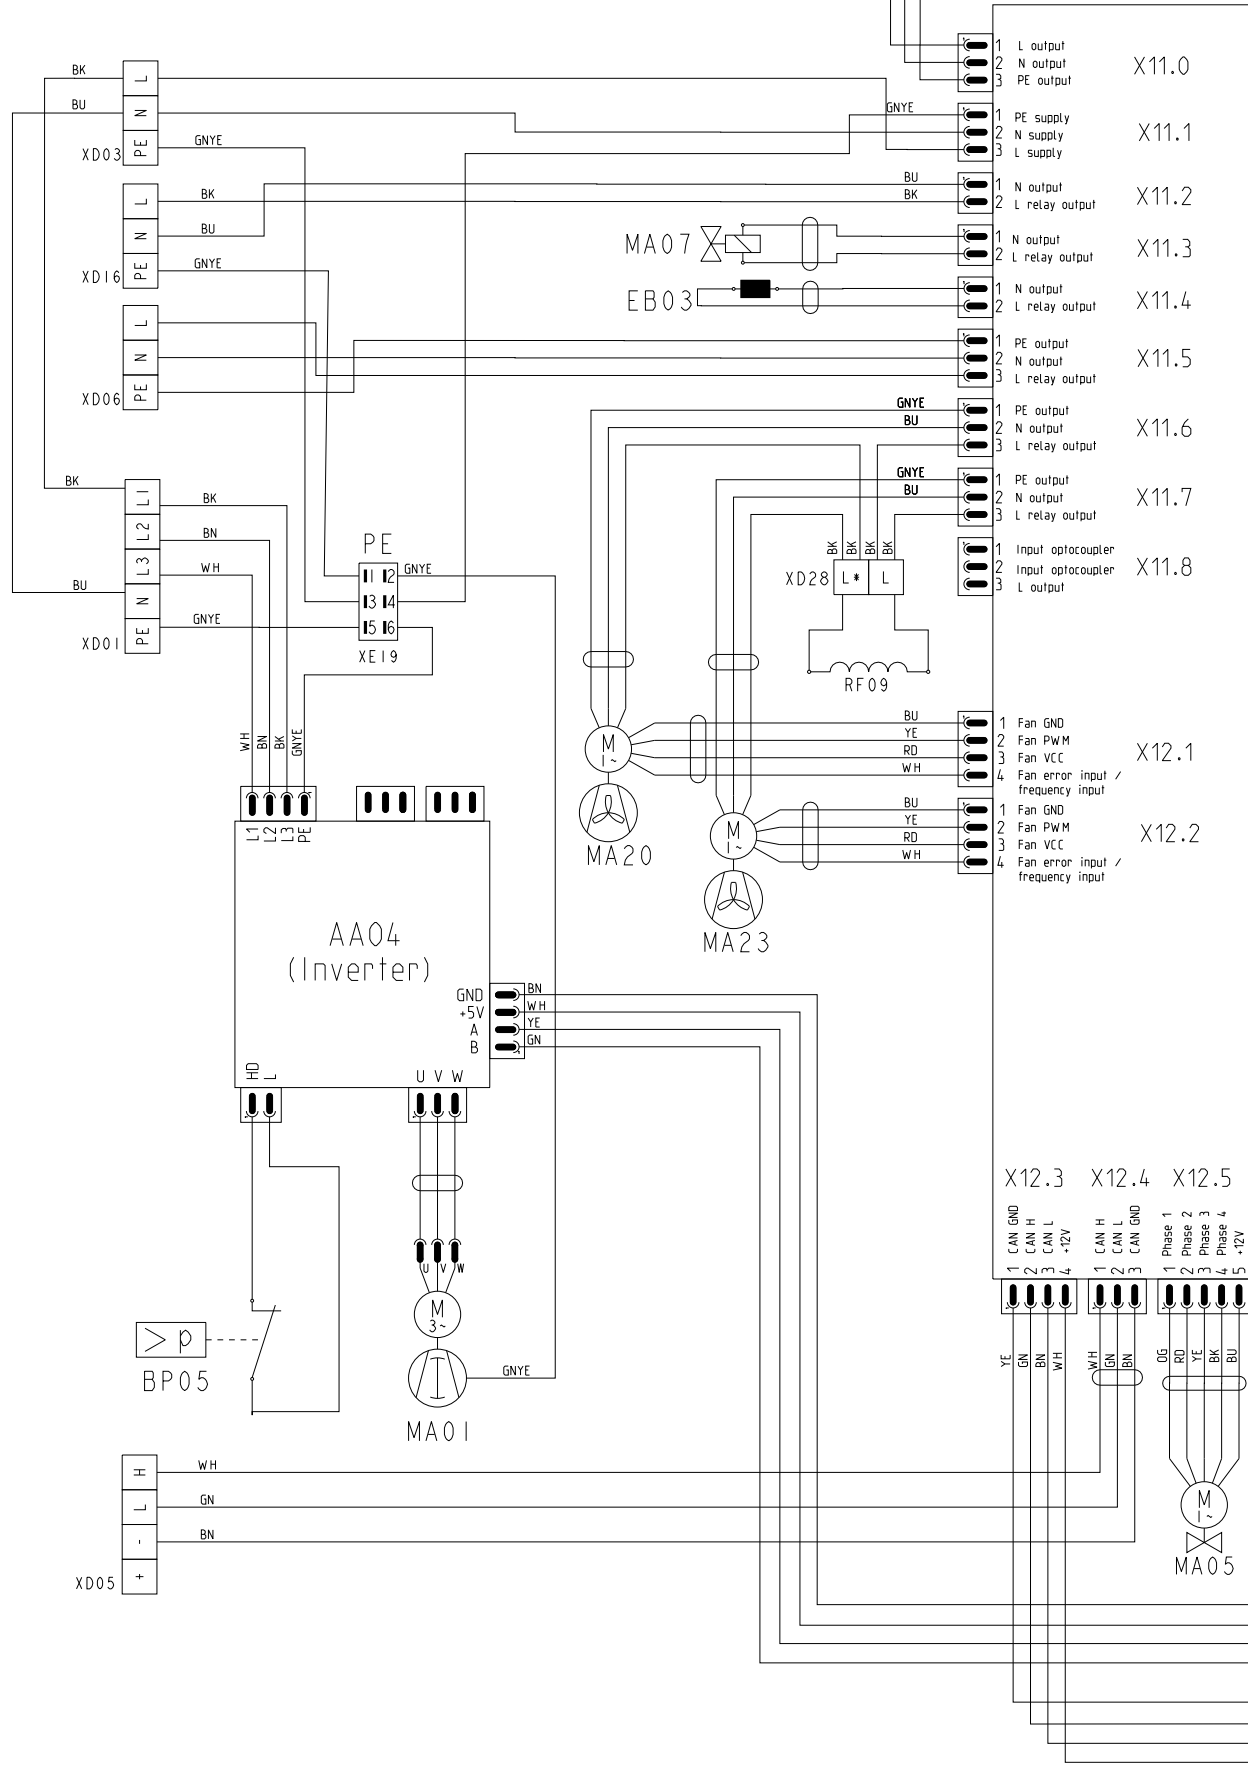 1 L output
2 N output
3 PE output
X11.0
BK
L
BU
N
GNYE
PE
XD03
GNYE
1 PE supply
2 N supply
3 L supply
X11.1
L
BK
N
BU
PE
GNYE
XD16
BU
BK
1 N output
2 L relay output
X11.2
MA07
1 N output
2 L relay output
X11.3
EB03
1 N output
2 L relay output
X11.4
L
N
PE
XD06
1 PE output
2 N output
3 L relay output
X11.5
GNYE
BU
1 PE output
2 N output
3 L relay output
X11.6
GNYE
BU
1 PE output
2 N output
3 L relay output
X11.7
BK BK BK BK
XD28
L* L
RF09
1 Input optocoupler
2 Input optocoupler
3 L output
X11.8
BK
L1
BK
L2
BN
L3
WH
BU
N
PE
GNYE
XD01
PE
1 2
3 4
5 6
GNYE
XE19
WH BN BK GNYE
L1 L2 L3 PE
M
1~
MA20
BU
YE
RD
WH
1 Fan GND
2 Fan PWM
3 Fan VCC
4 Fan error input /
frequency input
X12.1
M
1~
MA23
BU
YE
RD
WH
1 Fan GND
2 Fan PWM
3 Fan VCC
4 Fan error input /
frequency input
X12.2
AA04
(Inverter)
GND BN
+5V WH
A YE
B GN
HD L
U V W
U V W
M
3~
MA01
GNYE
>p
BP05
X12.3
1 CAN GND
2 CAN H
3 CAN L
4 +12V
YE GN BN WH
X12.4
1 CAN H
2 CAN L
3 CAN GND
WH GN BN
X12.5
1 Phase 1
2 Phase 2
3 Phase 3
4 Phase 4
5 +12V
OG RD YE BK BU
M
1~
MA05
H WH
L GN
- BN
+
XD05